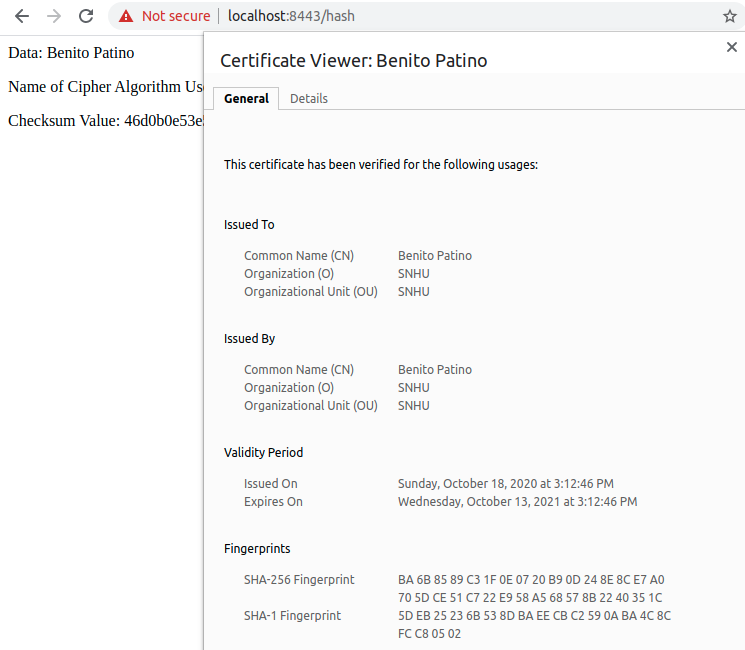 Not secure localhost:8443/hash
Data: Benito Patino
Name of Cipher Algorithm
Checksum Value:
Certificate Viewer: Benito Patino
General Details
This certificate has been verified for the following usages:
Issued To
Common Name (CN) Benito Patino
Organization (O) SNHU
Organizational Unit (OU) SNHU
Issued By
Common Name (CN) Benito Patino
Organization (O) SNHU
Organizational Unit (OU) SNHU
Validity Period
Issued On Sunday, October 18, 2020 at 3:12:46 PM
Expires On Wednesday, October 13, 2021 at 3:12:46 PM
Fingerprints
SHA-256 Fingerprint BA 6B 85 89 C3 1F 0E 07 20 B9 0D 24 8E 8C E7 A0
70 5D CE 51 C7 22 E9 58 A5 68 57 8B 22 40 35 1C
SHA-1 Fingerprint 5D EB 25 23 6B 53 8D BA EE CB C2 59 0A BA 4C 8C
FC C8 05 02